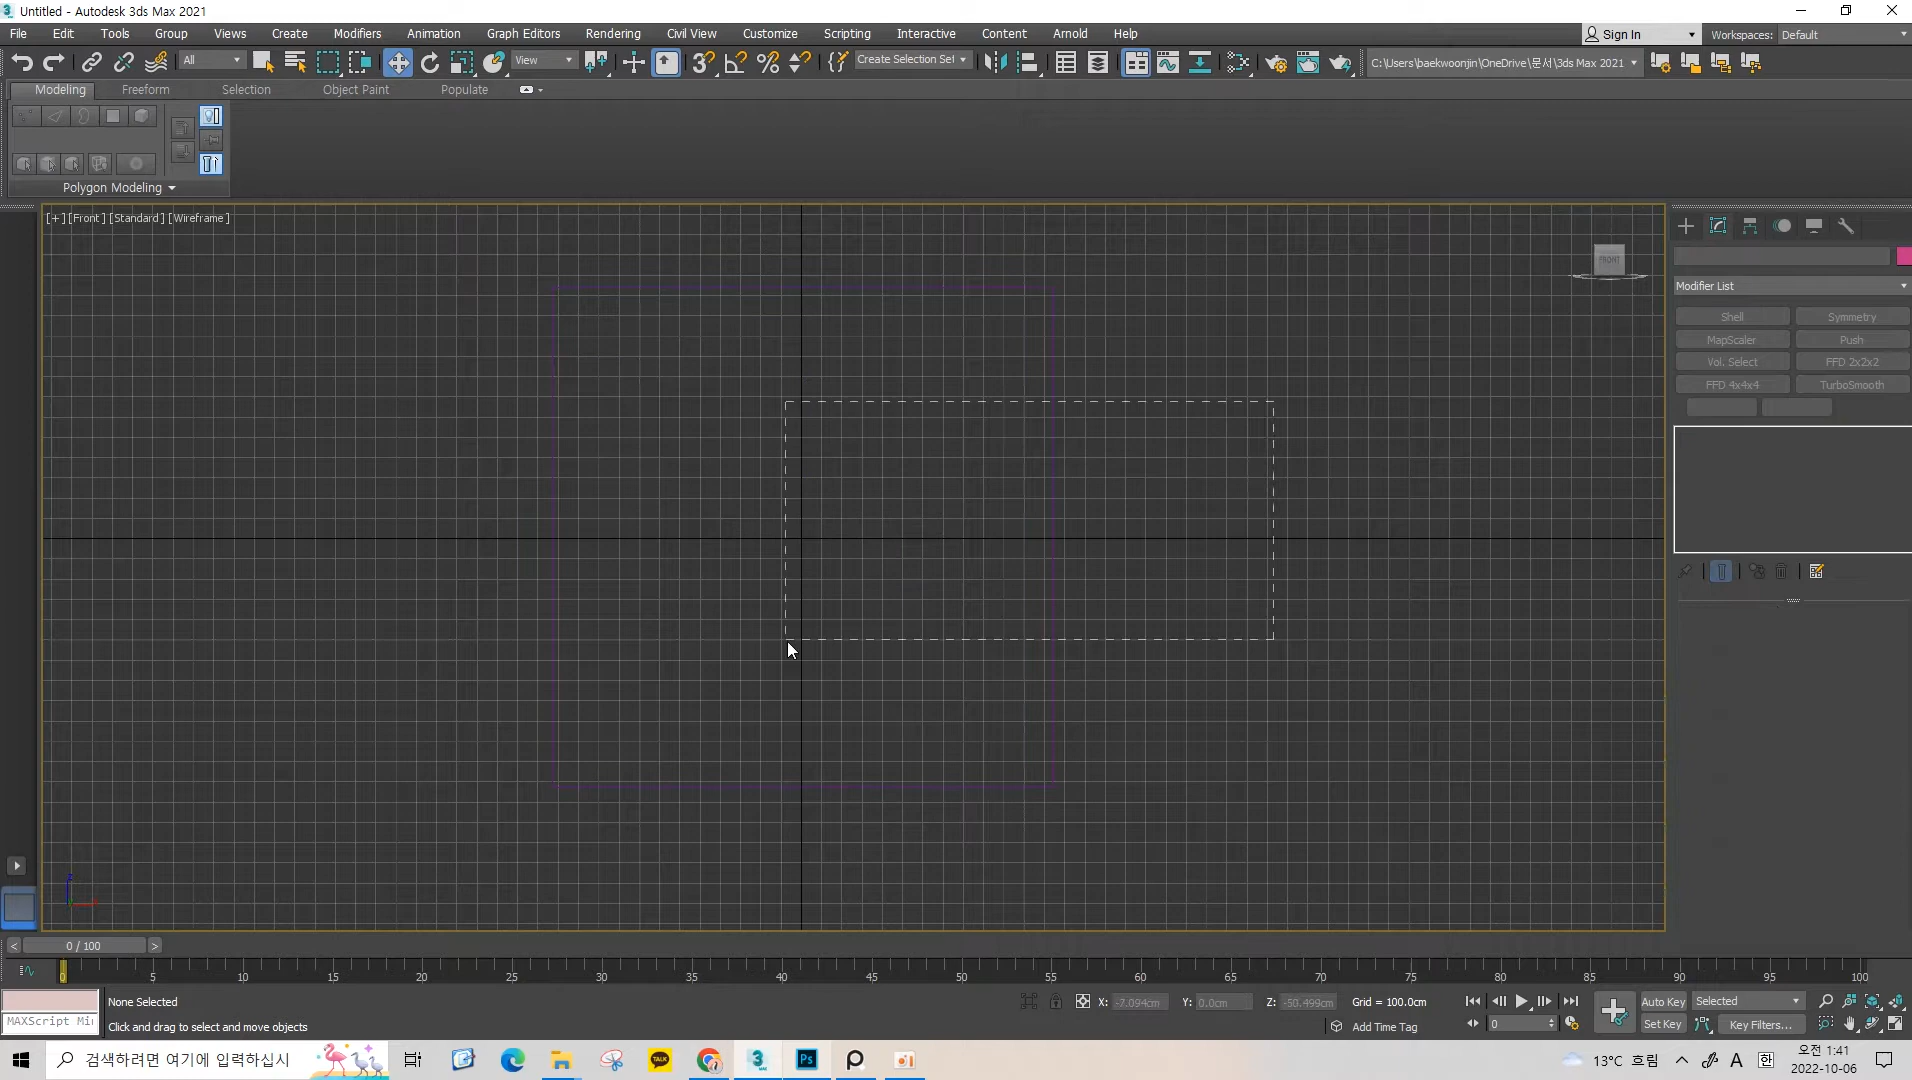 Untitled - Autodesk 3ds Max 2021
File Edit Tools Group Views Create Modifiers Animation Graph Editors Rendering Civil View Customize Scripting Interactive Content Arnold Help Sign In Workspaces: Default
All View Create Selection Set C:\Users\baekwoonjin\OneDrive\문서\3ds Max 2021
Modeling Freeform Selection Object Paint Populate
Polygon Modeling
[+] [Front] [Standard] [Wireframe]
FRONT
Modifier List
Shell Symmetry
MapScaler Push
Vol. Select FFD 2x2x2
FFD 4x4x4 TurboSmooth
< 0 / 100 >
0 5 10 15 20 25 30 35 40 45 50 55 60 65 70 75 80 85 90 95 100
None Selected X: -7.094cm Y: 0.0cm Z: -50.499cm Grid = 100.0cm Auto Key Selected
MAXScript Mi
Click and drag to select and move objects Add Time Tag 0 Set Key Key Filters...
검색하려면 여기에 입력하십시
TALK
Ps
13°C 흐림 A 한 오전 1:41
2022-10-06